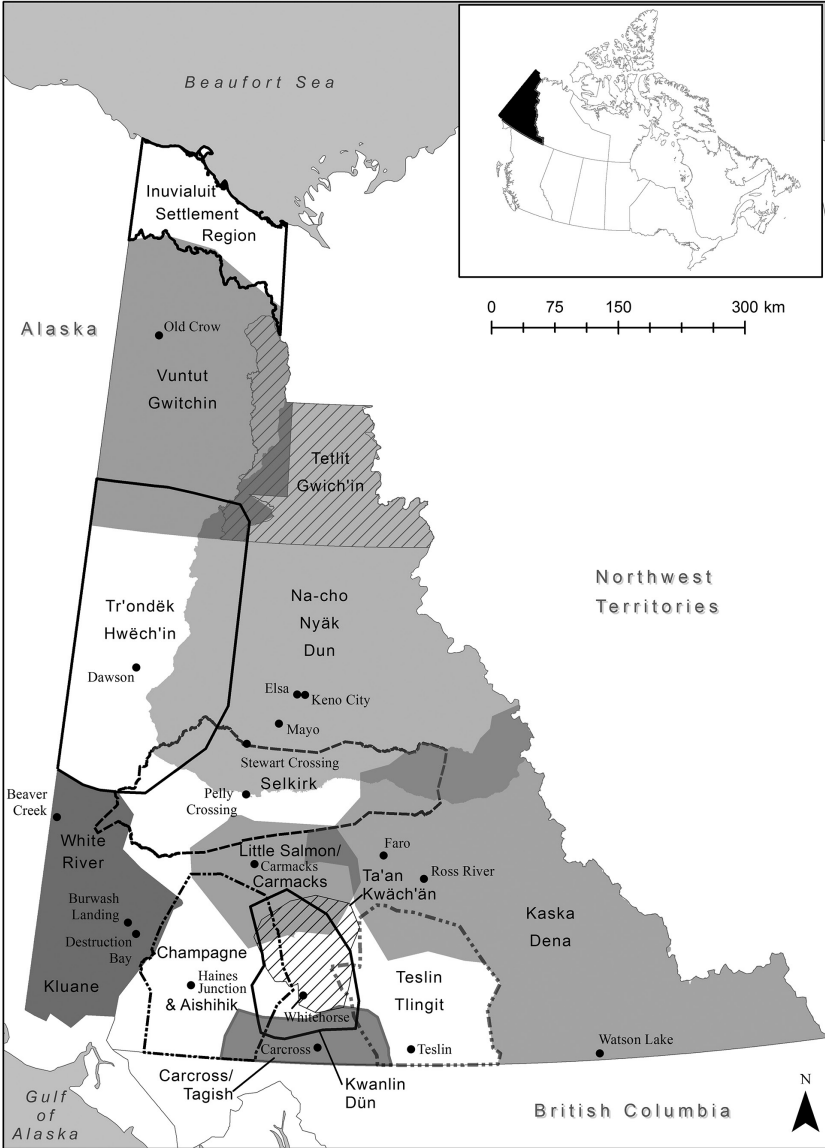 Beaufort Sea
Inuvialuit
Settlement
Region
0 75 150 300 km
Alaska
Old Crow
Vuntut
Gwitchin
Tetlit
Gwich'in
Northwest
Territories
Tr'ondëk
Hwëch'in
Na-cho
Nyäk
Dun
Dawson
Elsa
Keno City
Mayo
Stewart Crossing
Selkirk
Pelly
Crossing
Beaver
Creek
White
River
Little Salmon/
Carmacks
Carmacks
Faro
Ta'an
Kwäch'än
Ross River
Burwash
Landing
Destruction
Bay
Kluane
Champagne
Haines
Junction
& Aishihik
Kaska
Dena
Teslin
Tlingit
Whitehorse
Carcross
Teslin
Watson Lake
Carcross/
Tagish
Kwanlin
Dün
Gulf
of
Alaska
British Columbia
N